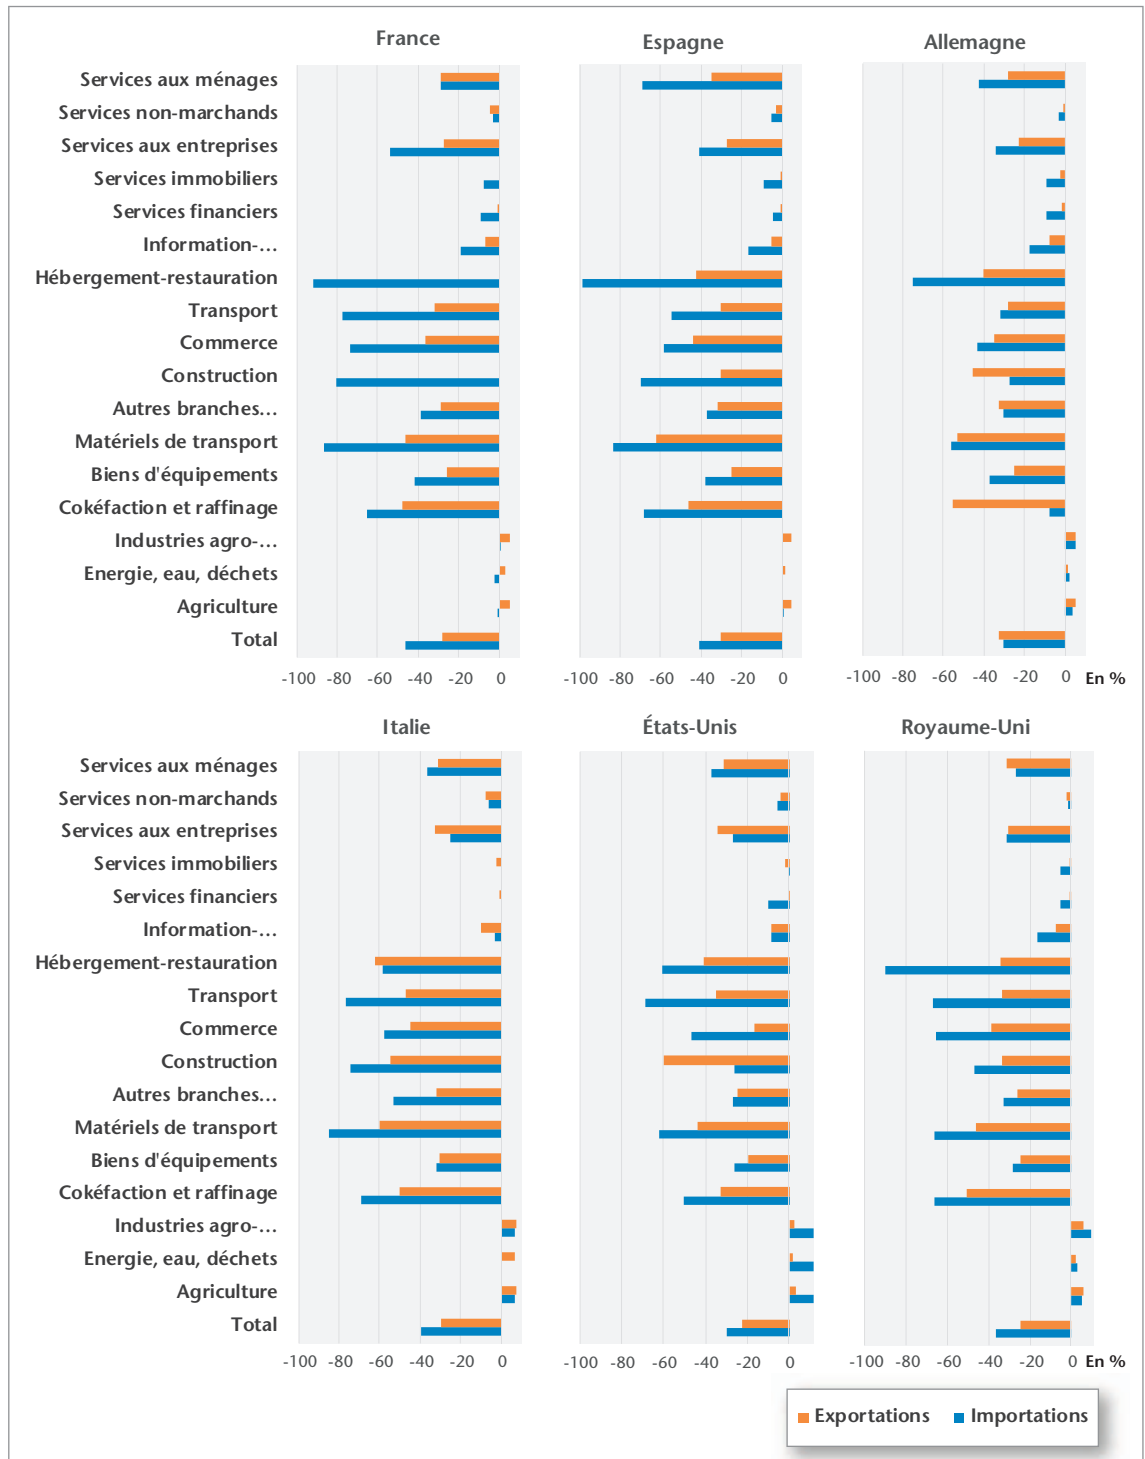 France Espagne Allemagne
Services aux ménages
Services non-marchands
Services aux entreprises
Services immobiliers
Services financiers
Information-...
Hébergement-restauration
Transport
Commerce
Construction
Autres branches...
Matériels de transport
Biens d'équipements
Cokéfaction et raffinage
Industries agro-...
Energie, eau, déchets
Agriculture
Total
-100 -80 -60 -40 -20 0 -100 -80 -60 -40 -20 0 -100 -80 -60 -40 -20 0 En %
Italie États-Unis Royaume-Uni
Services aux ménages
Services non-marchands
Services aux entreprises
Services immobiliers
Services financiers
Information-...
Hébergement-restauration
Transport
Commerce
Construction
Autres branches...
Matériels de transport
Biens d'équipements
Cokéfaction et raffinage
Industries agro-...
Energie, eau, déchets
Agriculture
Total
-100 -80 -60 -40 -20 0 -100 -80 -60 -40 -20 0 -100 -80 -60 -40 -20 0 En %
Exportations Importations